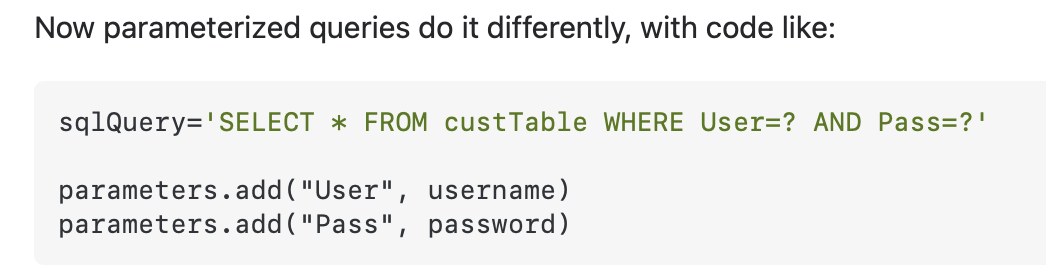 Now parameterized queries do it differently, with code like:
sqlQuery='SELECT * FROM custTable WHERE User=? AND Pass=?'
parameters.add("User", username)
parameters.add("Pass", password)